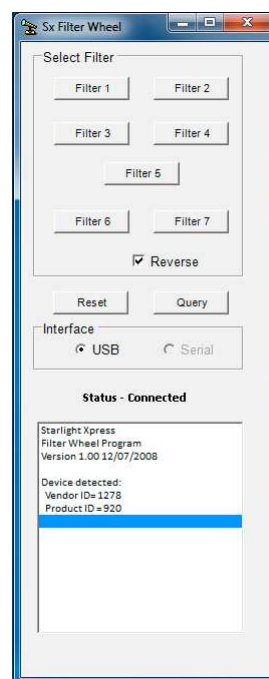 Sx Filter Wheel
Select Filter
Filter 1 Filter 2
Filter 3 Filter 4
Filter 5
Filter 6 Filter 7
Reverse
Reset Query
Interface
USB Serial
Status - Connected
Starlight Xpress
Filter Wheel Program
Version 1.00 12/07/2008
Device detected:
Vendor ID= 1278
Product ID = 920